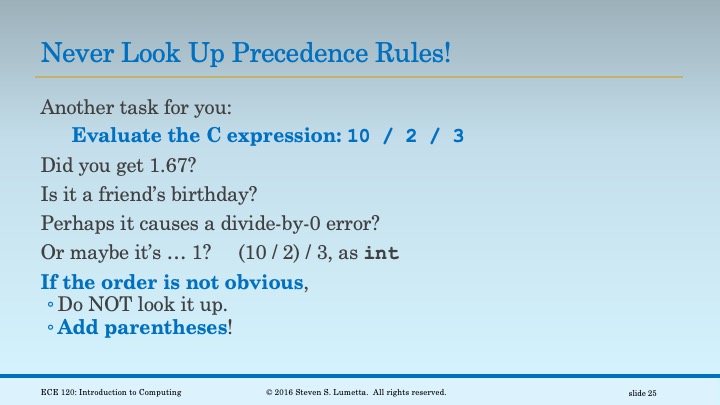 Never Look Up Precedence Rules!
Another task for you:
Evaluate the C expression: 10 / 2 / 3
Did you get 1.67?
Is it a friend’s birthday?
Perhaps it causes a divide-by-0 error?
Or maybe it’s … 1? (10 / 2) / 3, as int
If the order is not obvious,
◦Do NOT look it up.
◦Add parentheses!
ECE 120: Introduction to Computing © 2016 Steven S. Lumetta. All rights reserved. slide 25